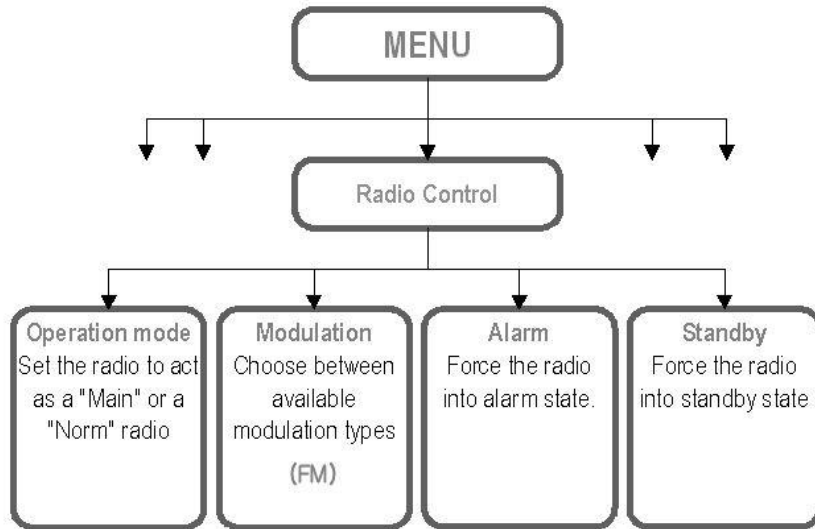 MENU
Radio Control
Operation mode
Set the radio to act
as a "Main" or a
"Norm" radio
Modulation
Choose between
available
modulation types
(FM)
Alarm
Force the radio
into alarm state.
Standby
Force the radio
into standby state